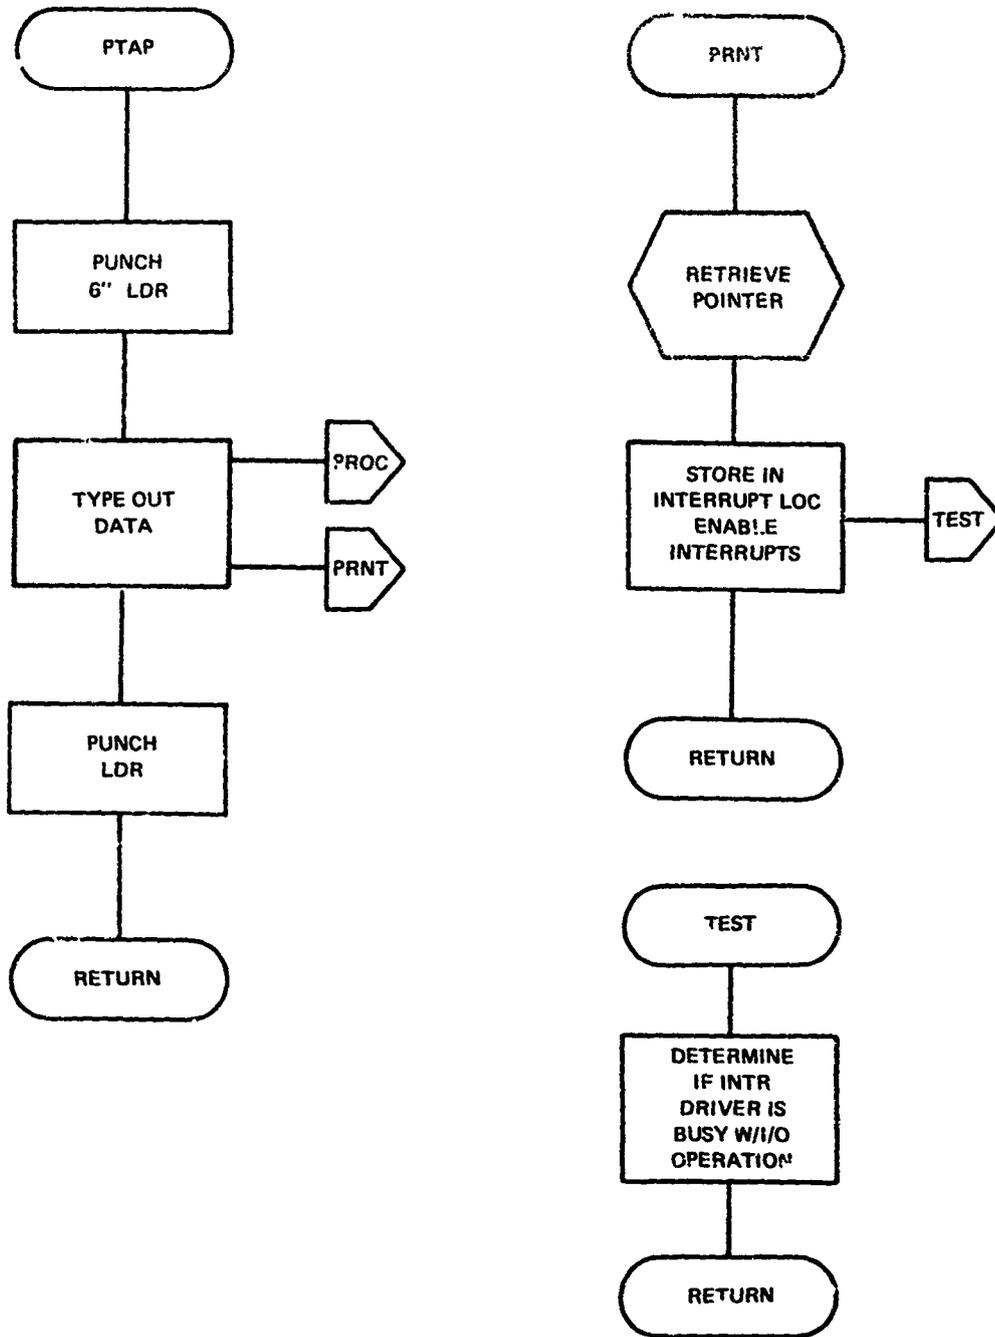 PTAP
PUNCH
6" LDR
TYPE OUT
DATA
PROC
PRNT
PUNCH
LDR
RETURN
PRNT
RETRIEVE
POINTER
STORE IN
INTERRUPT LOC
ENABLE
INTERRUPTS
TEST
RETURN
TEST
DETERMINE
IF INTR
DRIVER IS
BUSY W/I/O
OPERATION
RETURN